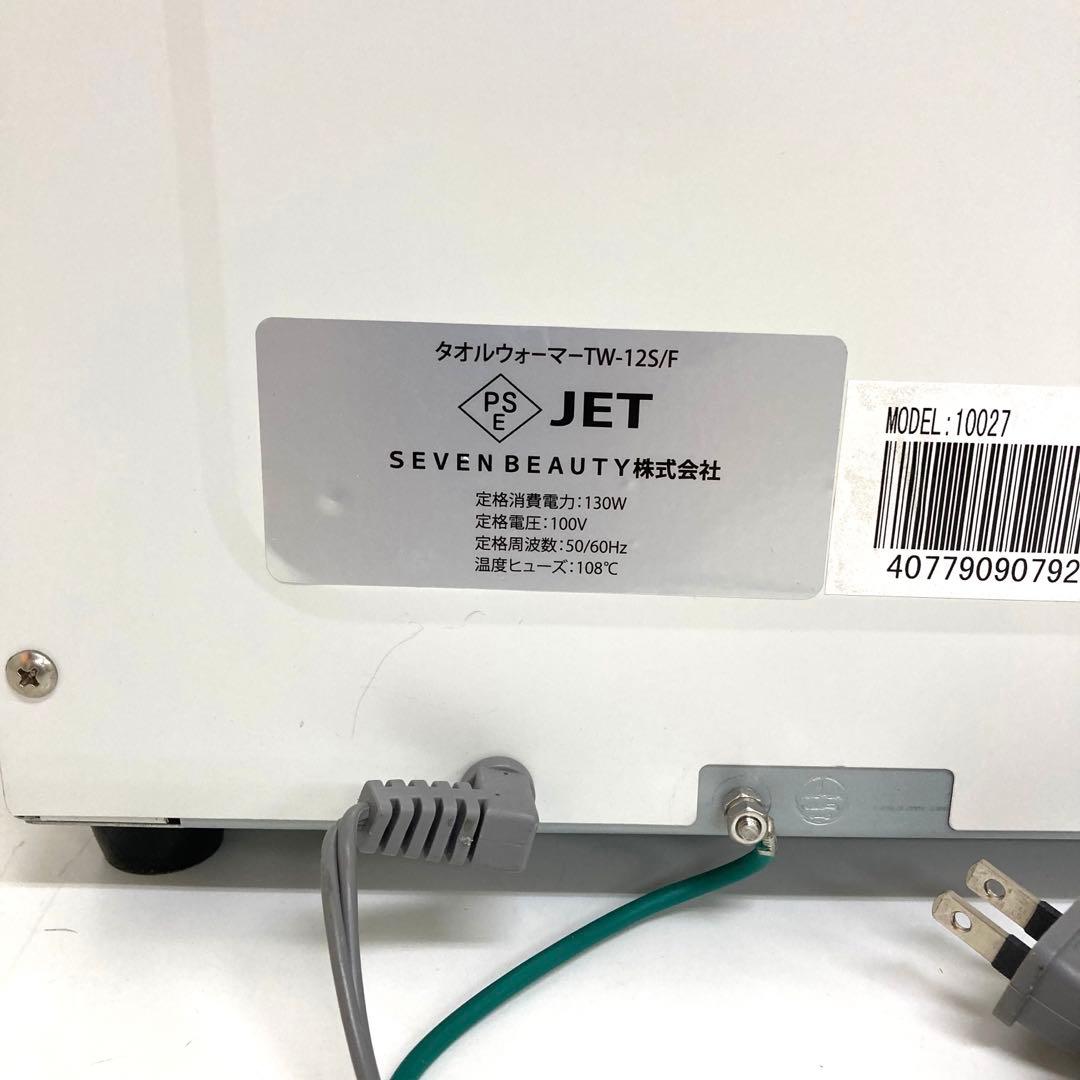 タオルウォーマーTW-12S/F
PSE JET
SEVEN BEAUTY株式会社
定格消費電力：130W
定格電圧：100V
定格周波数：50/60Hz
温度ヒューズ：108℃
MODEL:10027
40779090792